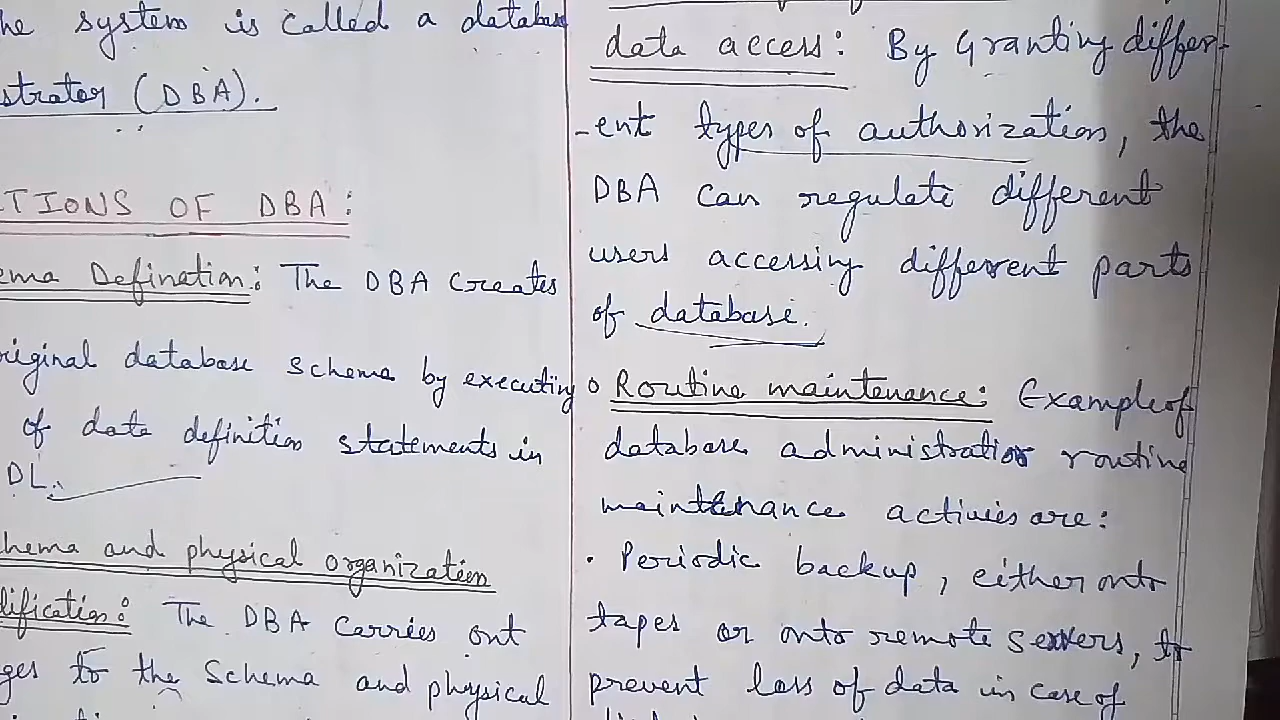 he system is called a databas
strator (DBA).
TIONS OF DBA:
ema Defination: The DBA Creates
riginal database schema by executing
of data definition statements in
DL.
hema and physical organization
dification: The DBA Carries out
ges to the Schema and physical
data access: By Granting differ-
-ent types of authorization, the
DBA can regulate different
users accessing different parts
of database.
o Routine maintenance: Example of
database administration routine
maintenance activies are:
• Periodic backup, either onto
tapes or onto remote servers, to
prevent loss of data in case of